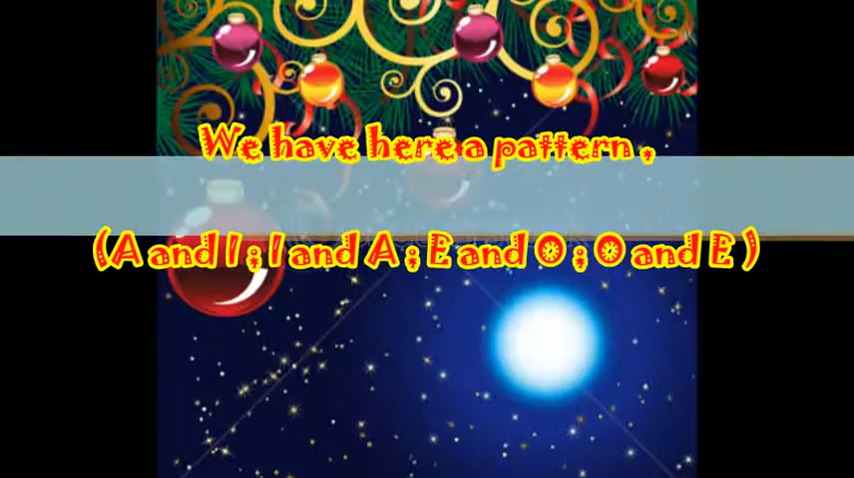 We have here a pattern .
(A and I ; I and A ; E and O ; O and E )